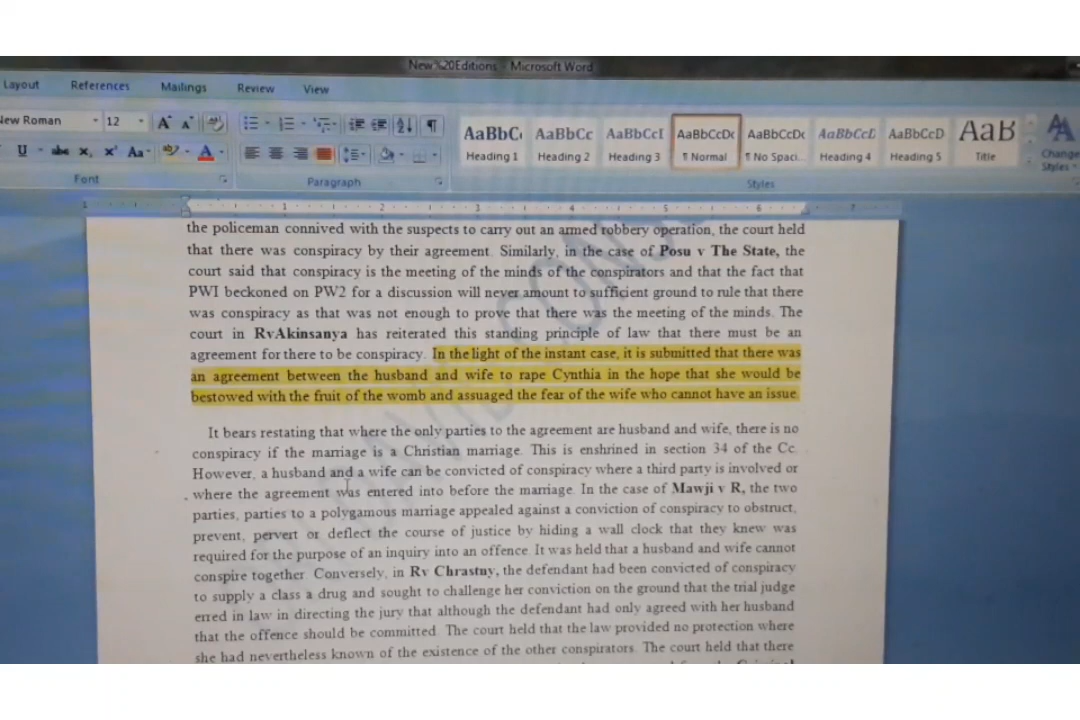 New%20Editions - Microsoft Word
Layout References Mailings Review View
New Roman 12 A A
U abc x, x' Aa A
AaBbC AaBbCc AaBbCcI AaBbCcDc AaBbCcDc AaBbCcD AaBbCcD AaB
Heading 1 Heading 2 Heading 3 ¶ Normal ¶ No Spaci... Heading 4 Heading 5 Title Change Styles
Font Paragraph Styles
1 1 2 3 4 5 6 7
the policeman connived with the suspects to carry out an armed robbery operation, the court held
that there was conspiracy by their agreement. Similarly, in the case of Posu v The State, the
court said that conspiracy is the meeting of the minds of the conspirators and that the fact that
PWI beckoned on PW2 for a discussion will never amount to sufficient ground to rule that there
was conspiracy as that was not enough to prove that there was the meeting of the minds. The
court in RvAkinsanya has reiterated this standing principle of law that there must be an
agreement for there to be conspiracy. In the light of the instant case, it is submitted that there was
an agreement between the husband and wife to rape Cynthia in the hope that she would be
bestowed with the fruit of the womb and assuaged the fear of the wife who cannot have an issue.
It bears restating that where the only parties to the agreement are husband and wife, there is no
conspiracy if the marriage is a Christian marriage. This is enshrined in section 34 of the Cc.
However, a husband and a wife can be convicted of conspiracy where a third party is involved or
where the agreement was entered into before the marriage. In the case of Mawji v R, the two
parties, parties to a polygamous marriage appealed against a conviction of conspiracy to obstruct,
prevent, pervert or deflect the course of justice by hiding a wall clock that they knew was
required for the purpose of an inquiry into an offence. It was held that a husband and wife cannot
conspire together. Conversely, in Rv Chrastny, the defendant had been convicted of conspiracy
to supply a class a drug and sought to challenge her conviction on the ground that the trial judge
erred in law in directing the jury that although the defendant had only agreed with her husband
that the offence should be committed. The court held that the law provided no protection where
she had nevertheless known of the existence of the other conspirators. The court held that there